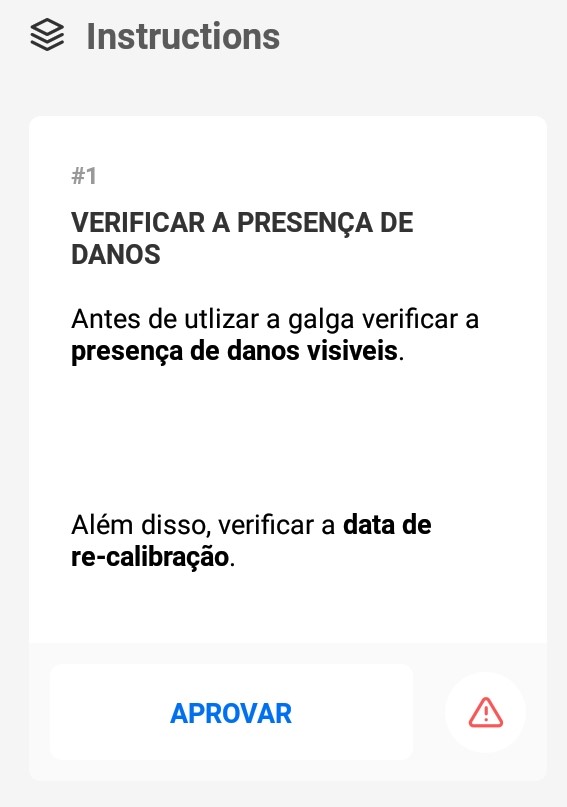 Instructions
#1
VERIFICAR A PRESENÇA DE
DANOS
Antes de utlizar a galga verificar a
presença de danos visiveis.
Além disso, verificar a data de
re-calibração.
APROVAR